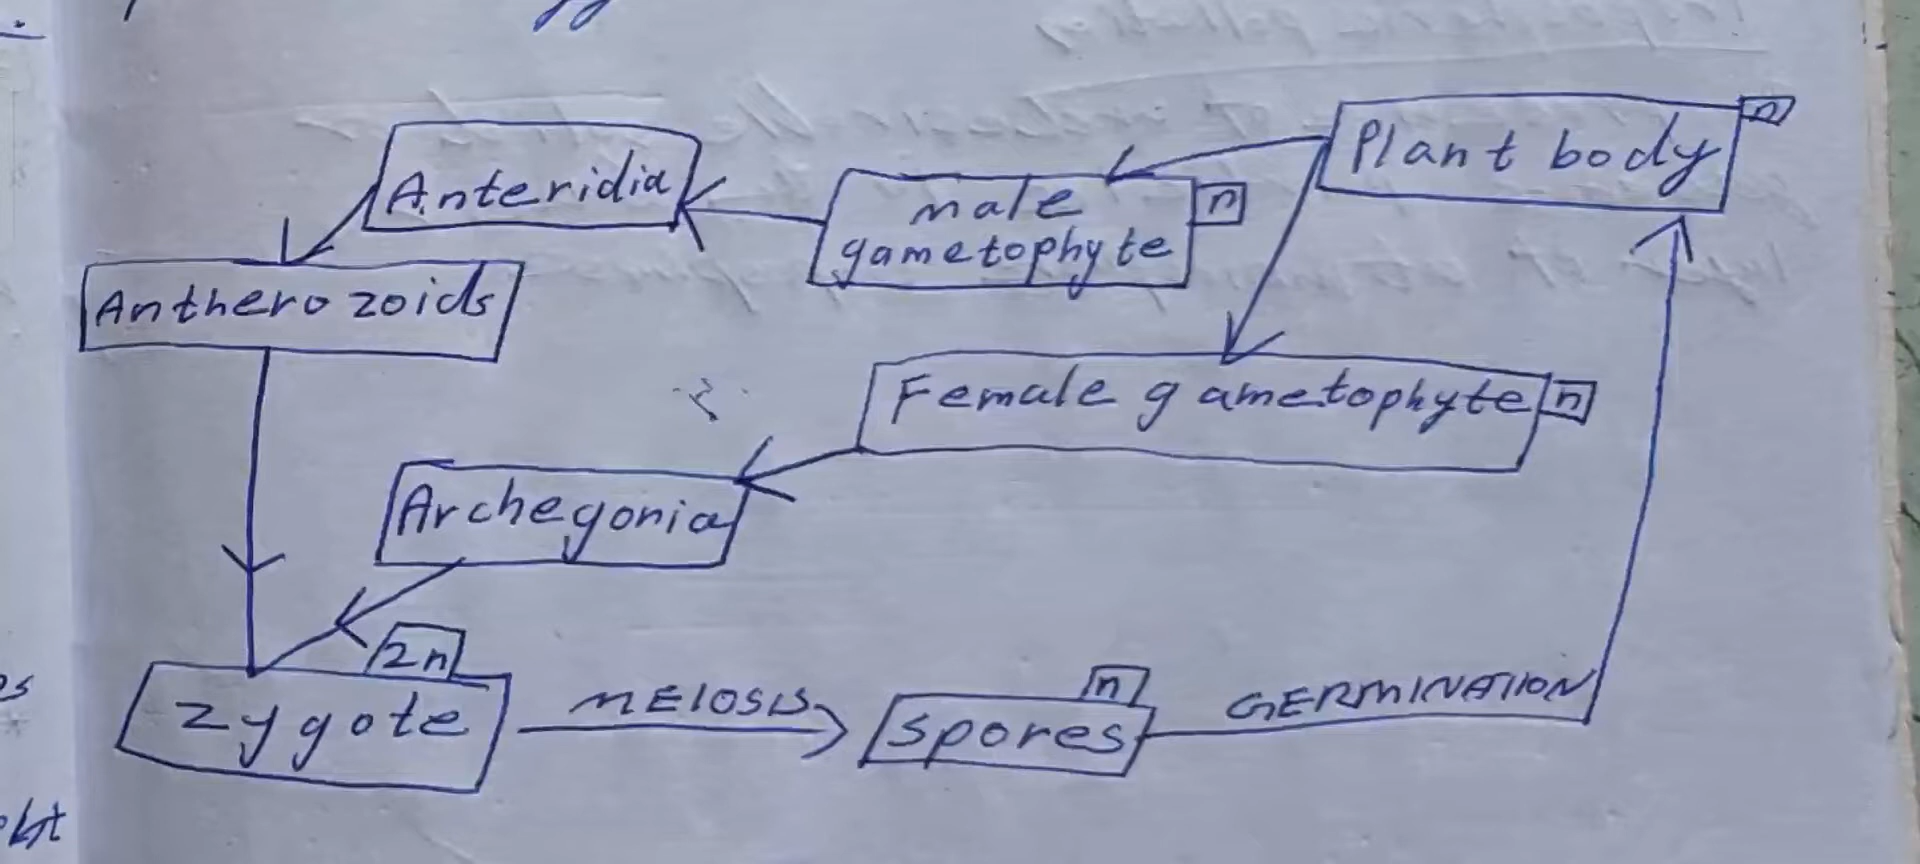 Plant body
n
Anteridia
male
gametophyte
n
Antherozoids
Female gametophyte
n
Archegonia
2n
zygote
MEIOSIS
n
spores
GERMINATION